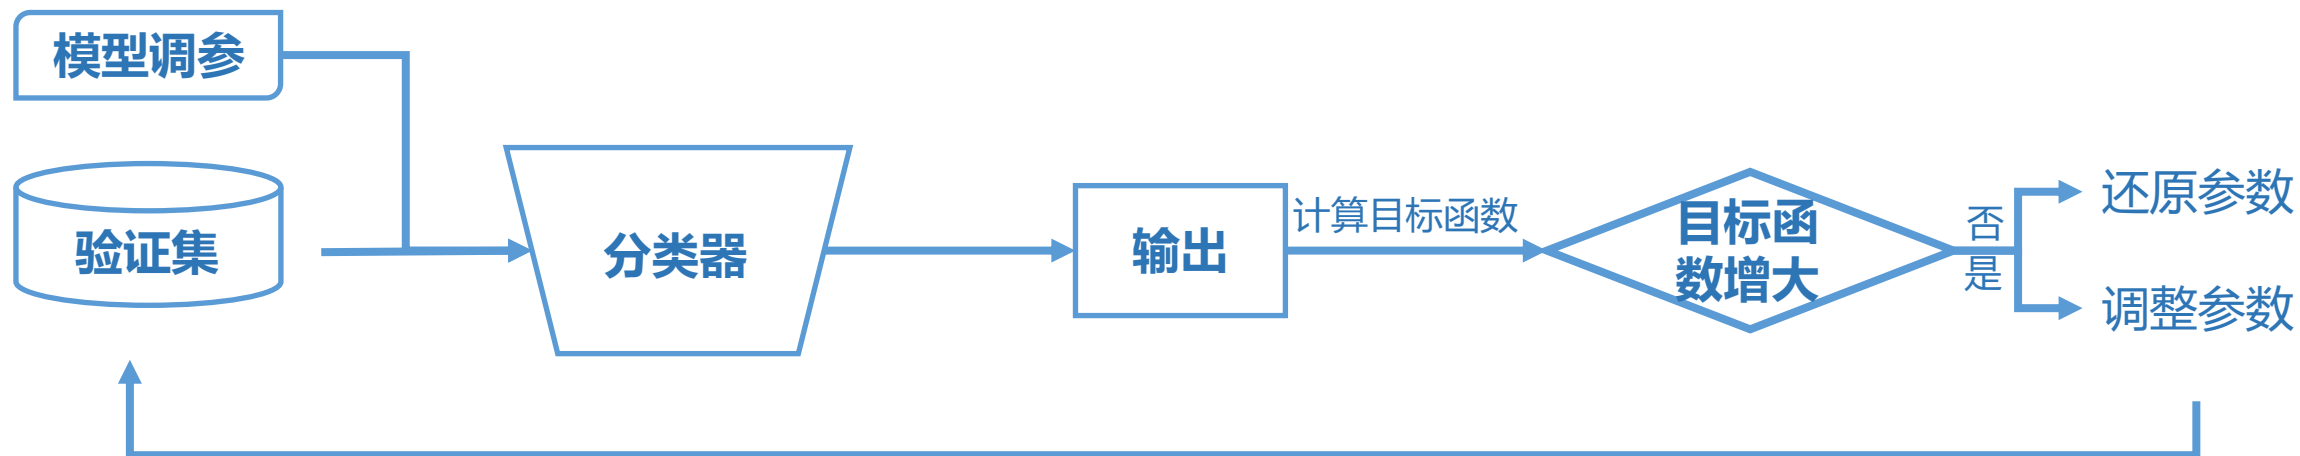 模型调参
验证集
分类器
输出
计算目标函数
目标函
数增大
否
是
还原参数
调整参数